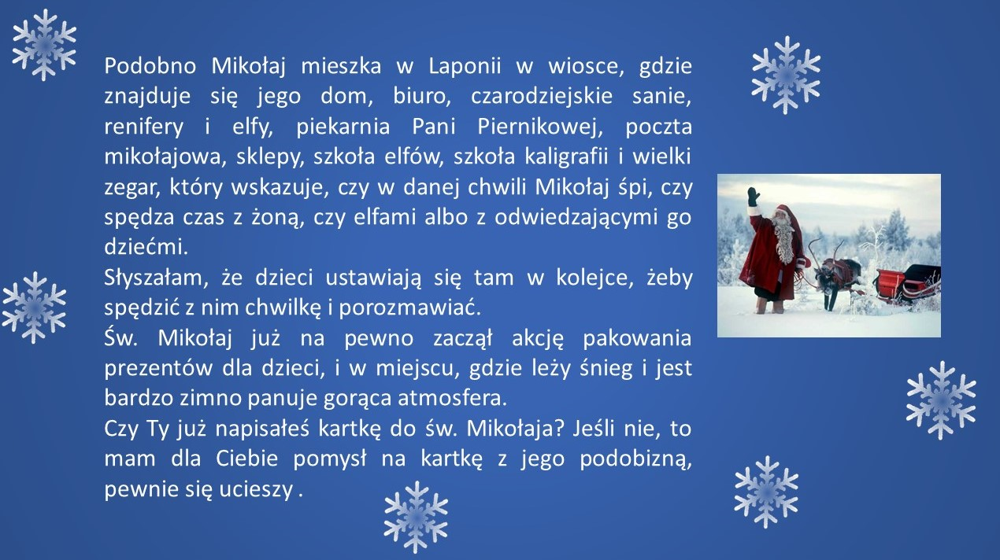 Podobno Mikołaj mieszka w Laponii w wiosce, gdzie
znajduje się jego dom, biuro, czarodziejskie sanie,
renifery i elfy, piekarnia Pani Piernikowej, poczta
mikołajowa, sklepy, szkoła elfów, szkoła kaligrafii i wielki
zegar, który wskazuje, czy w danej chwili Mikołaj śpi, czy
spędza czas z żoną, czy elfami albo z odwiedzającymi go
dziećmi.
Słyszałam, że dzieci ustawiają się tam w kolejce, żeby
spędzić z nim chwilkę i porozmawiać.
Św. Mikołaj już na pewno zaczął akcję pakowania
prezentów dla dzieci, i w miejscu, gdzie leży śnieg i jest
bardzo zimno panuje gorąca atmosfera.
Czy Ty już napisałeś kartkę do św. Mikołaja? Jeśli nie, to
mam dla Ciebie pomysł na kartkę z jego podobizną,
pewnie się ucieszy .